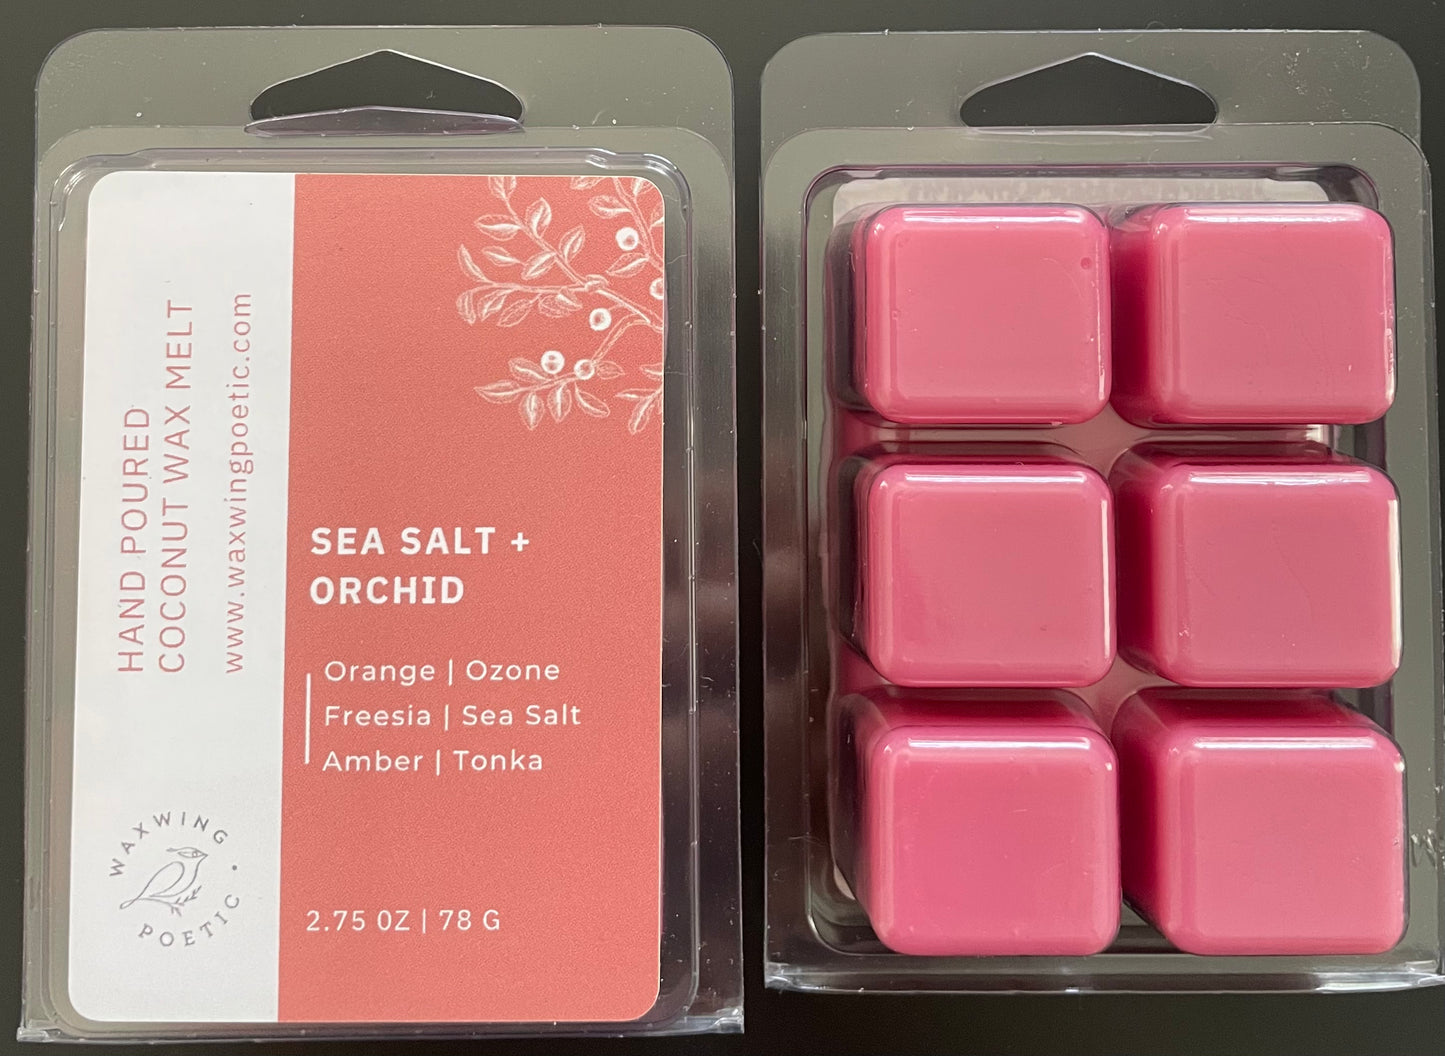 HAND POURED
COCONUT WAX MELT
www.waxwingpoetic.com
WAXWING
POETIC
SEA SALT +
ORCHID
Orange | Ozone
Freesia | Sea Salt
Amber | Tonka
2.75 OZ | 78 G